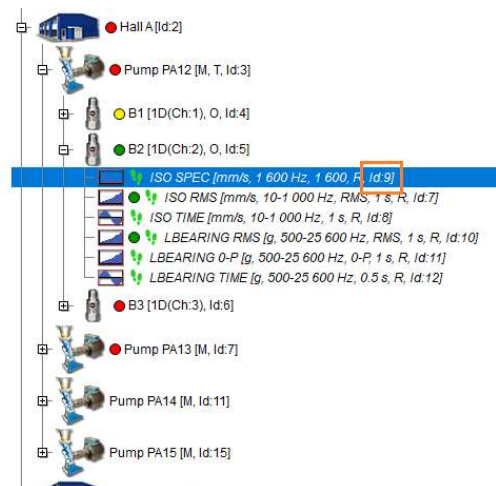 Hall A [Id:2]
Pump PA12 [M, T, Id:3]
B1 [1D(Ch:1), O, Id:4]
B2 [1D(Ch:2), O, Id:5]
ISO SPEC [mm/s, 1 600 Hz, 1 600, R, Id:9]
ISO RMS [mm/s, 10-1 000 Hz, RMS, 1 s, R, Id:7]
ISO TIME [mm/s, 10-1 000 Hz, 1 s, R, Id:8]
LBEARING RMS [g, 500-25 600 Hz, RMS, 1 s, R, Id:10]
LBEARING 0-P [g, 500-25 600 Hz, 0-P, 1 s, R, Id:11]
LBEARING TIME [g, 500-25 600 Hz, 0.5 s, R, Id:12]
B3 [1D(Ch:3), Id:6]
Pump PA13 [M, Id:7]
Pump PA14 [M, Id:11]
Pump PA15 [M, Id:15]